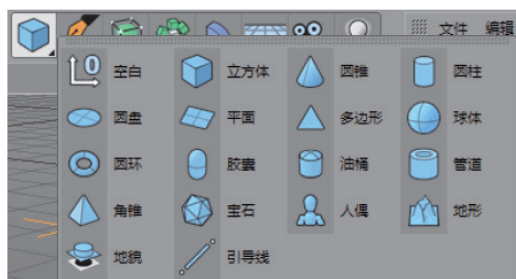 文件 编辑
空白 立方体 圆锥 圆柱
圆盘 平面 多边形 球体
圆环 胶囊 油桶 管道
角锥 宝石 人偶 地形
地貌 引导线